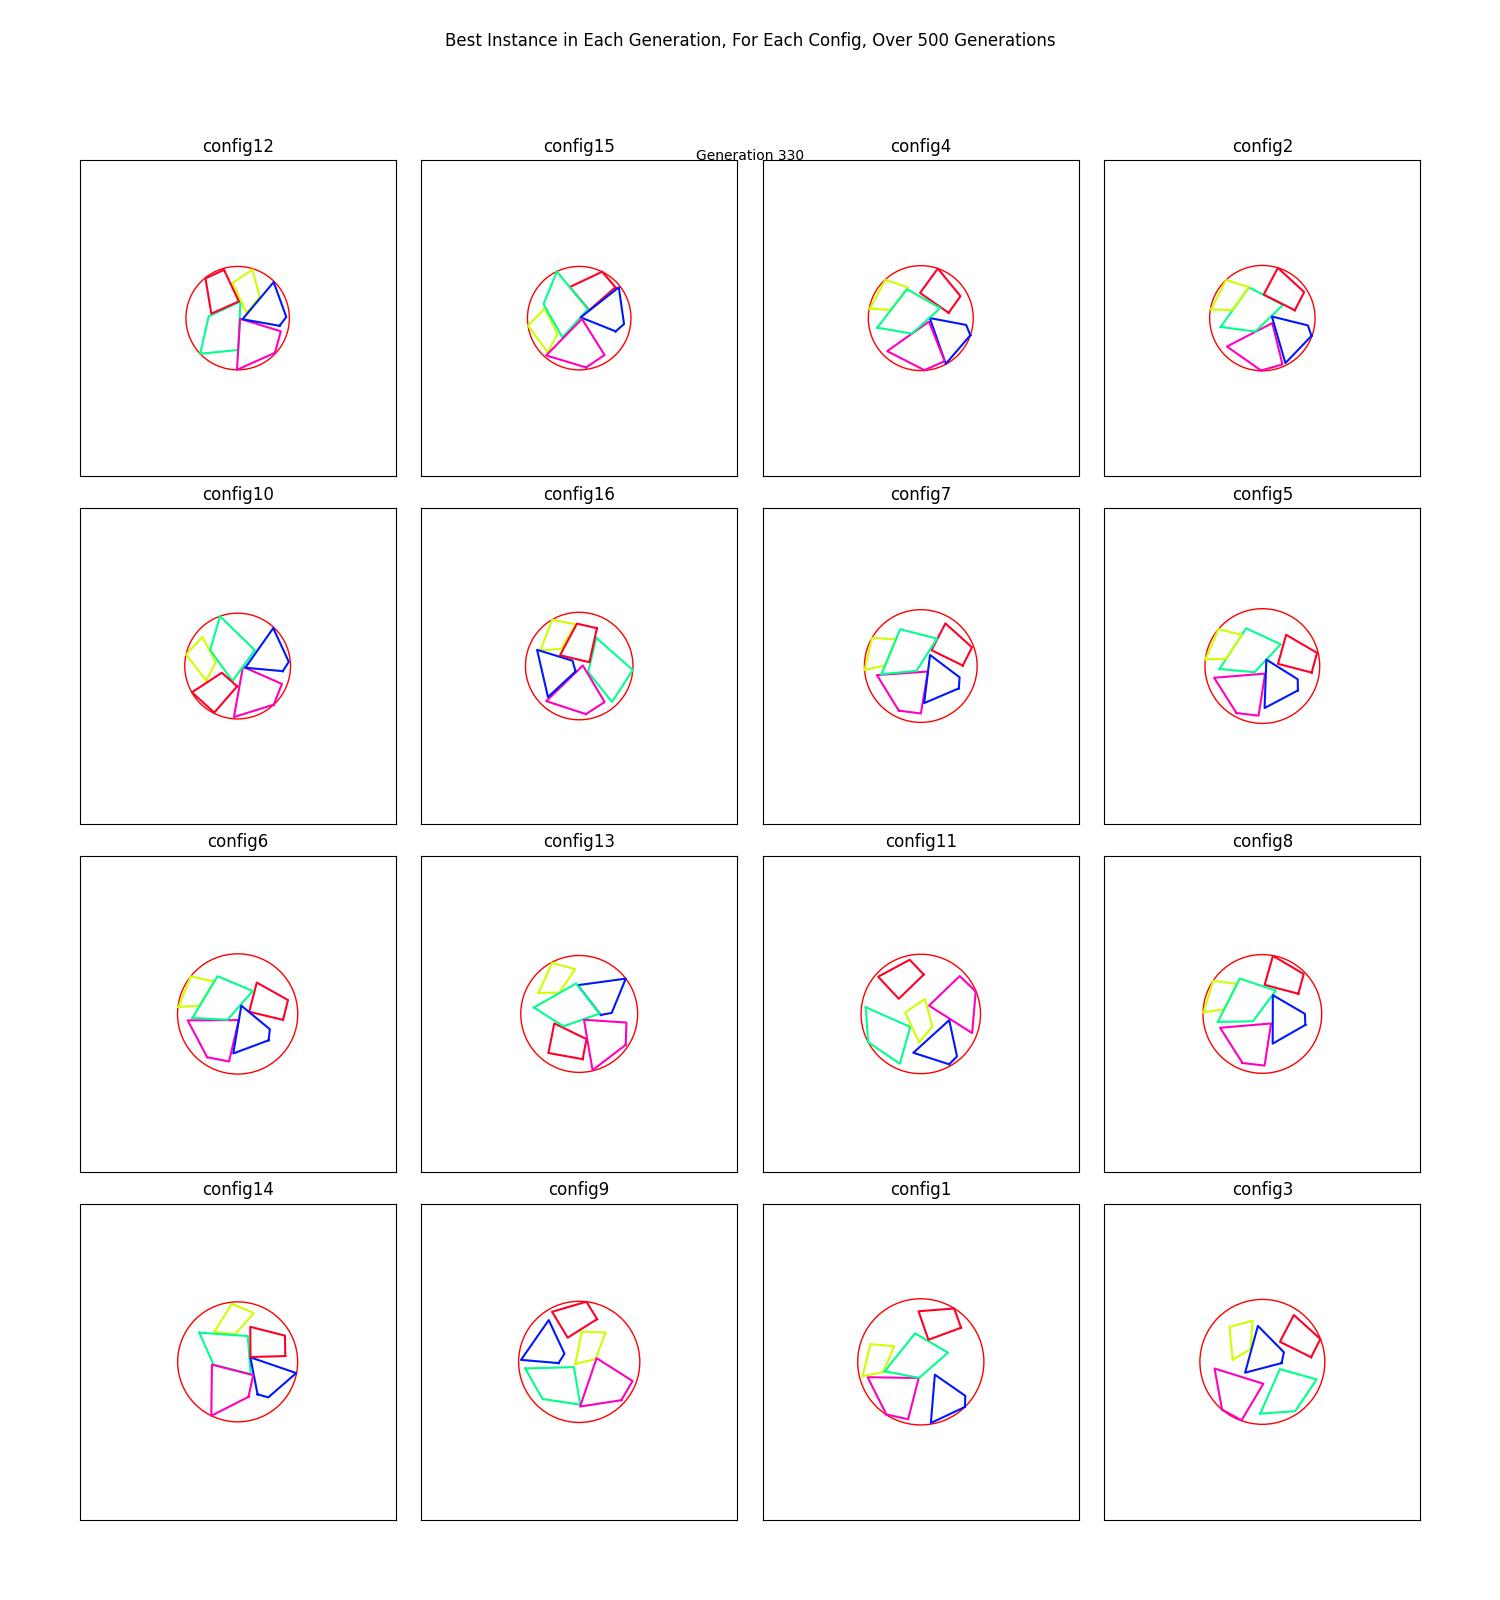 Best Instance in Each Generation, For Each Config, Over 500 Generations
Generation 330
config12
config15
config4
config2
config10
config16
config7
config5
config6
config13
config11
config8
config14
config9
config1
config3